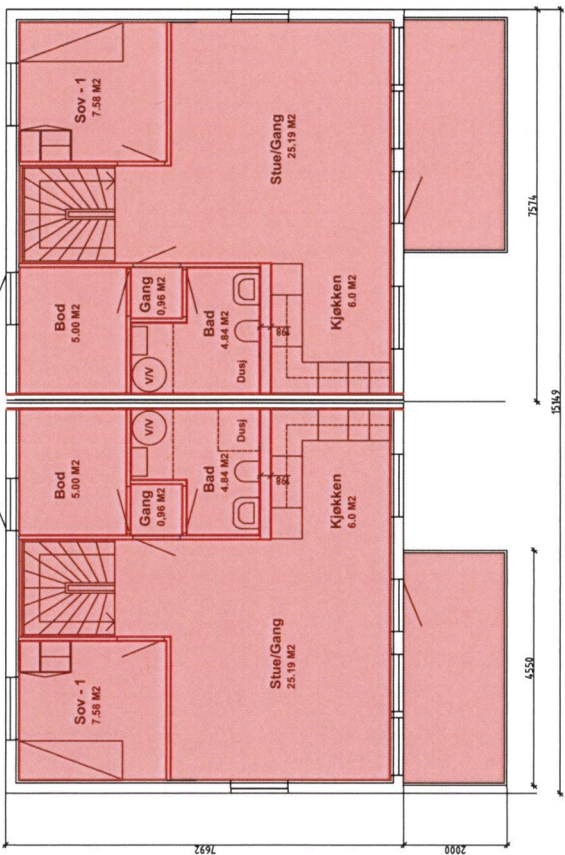 Sov - 1
7.58 M2
Stue/Gang
25.19 M2
Bod
5.00 M2
Gang
0,96 M2
V/V
Bad
4.84 M2
Dusj
Kjøkken
6.0 M2
798
Bod
5.00 M2
Gang
0,96 M2
V/V
Bad
4.84 M2
Dusj
Kjøkken
6.0 M2
798
Sov - 1
7.58 M2
Stue/Gang
25.19 M2
7574
15149
4550
7692
2000